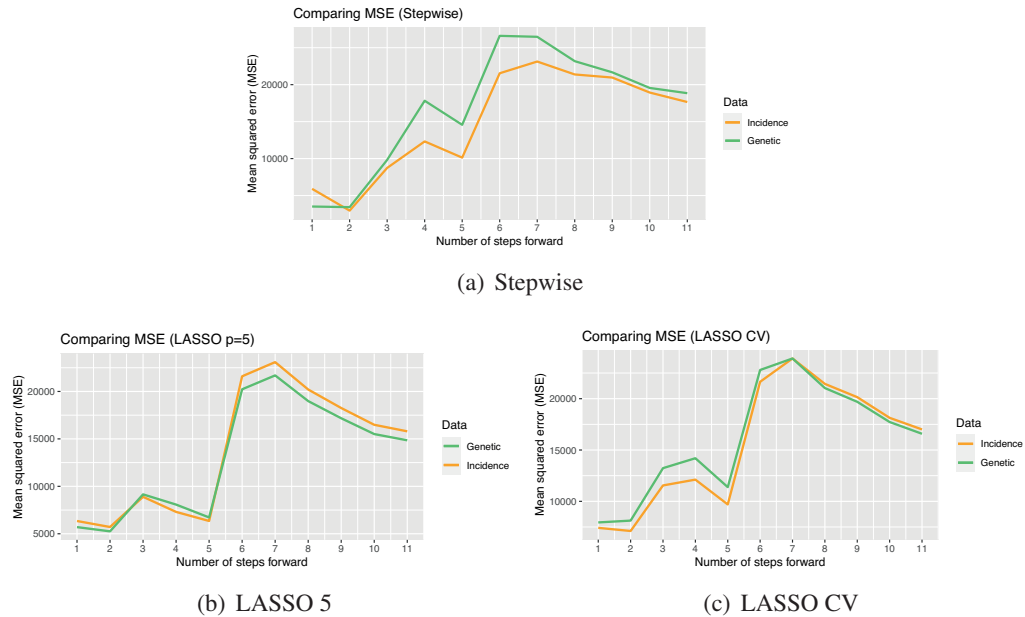 Comparing MSE (Stepwise)
Mean squared error (MSE)
20000
10000
1 2 3 4 5 6 7 8 9 10 11
Number of steps forward
Data
Incidence
Genetic
(a) Stepwise
Comparing MSE (LASSO p=5)
Mean squared error (MSE)
20000
15000
10000
5000
1 2 3 4 5 6 7 8 9 10 11
Number of steps forward
Data
Genetic
Incidence
(b) LASSO 5
Comparing MSE (LASSO CV)
Mean squared error (MSE)
20000
15000
10000
1 2 3 4 5 6 7 8 9 10 11
Number of steps forward
Data
Incidence
Genetic
(c) LASSO CV